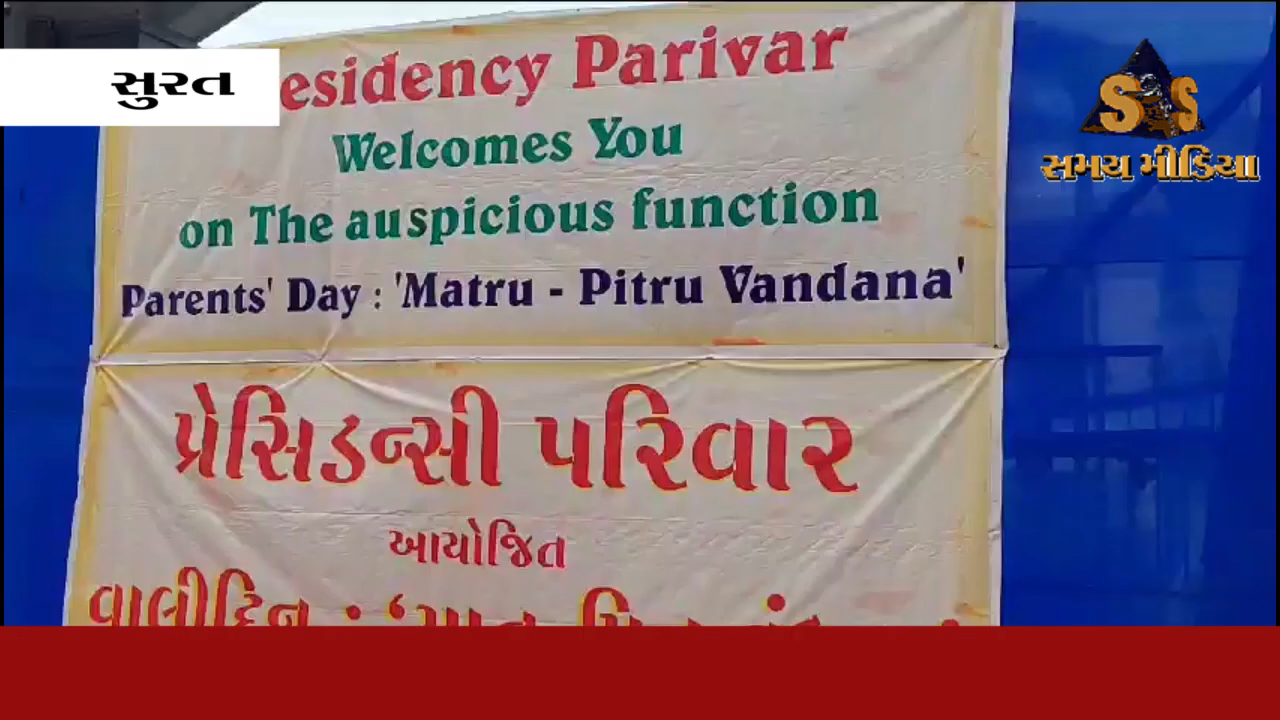 સુરત
esidency Parivar
Welcomes You
on The auspicious function
Parents' Day : 'Matru - Pitru Vandana'
પ્રેસિડન્સી પરિવાર
આયોજિત
વાલીદિન :
S S
સમય મીડિયા